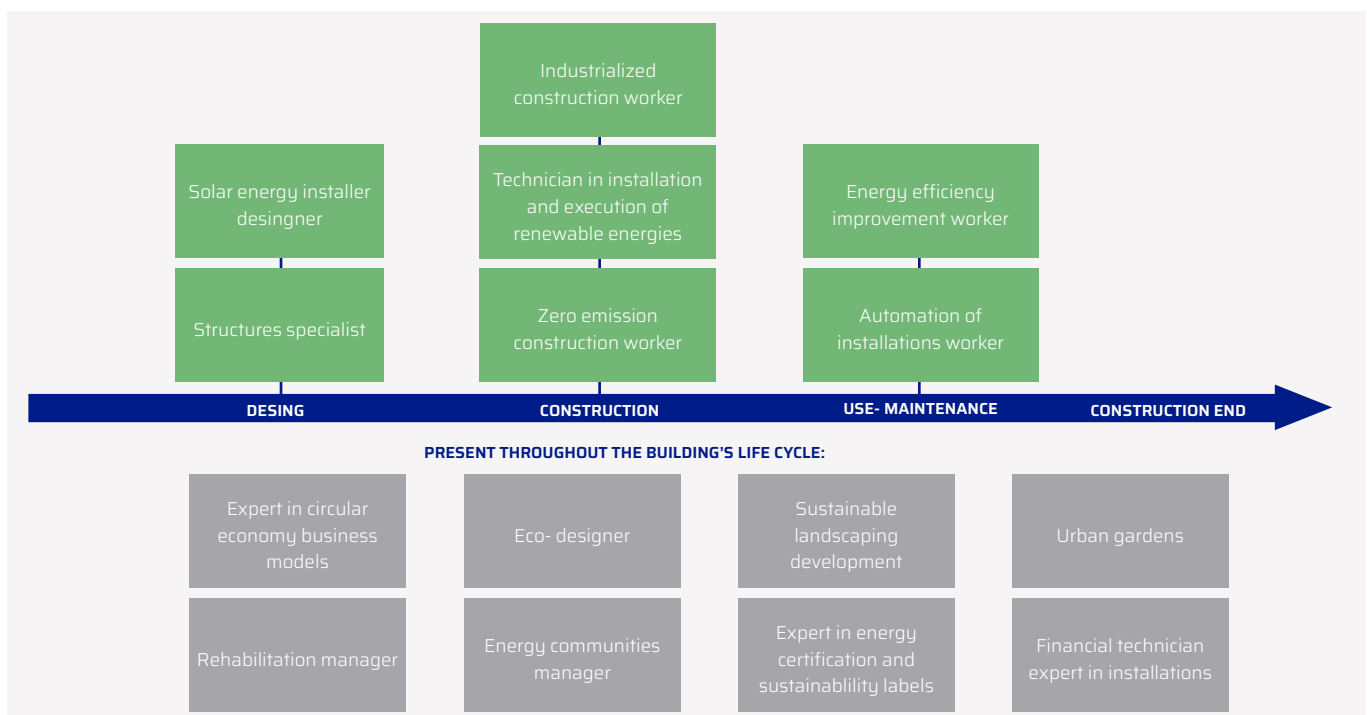 Industrialized
construction worker
Solar energy installer
desingner
Technician in installation
and execution of
renewable energies
Energy efficiency
improvement worker
Structures specialist
Zero emission
construction worker
Automation of
installations worker
DESING
CONSTRUCTION
USE- MAINTENANCE
CONSTRUCTION END
PRESENT THROUGHOUT THE BUILDING’S LIFE CYCLE:
Expert in circular
economy business
models
Eco- designer
Sustainable
landscaping
development
Urban gardens
Rehabilitation manager
Energy communities
manager
Expert in energy
certification and
sustainablility labels
Financial technician
expert in installations